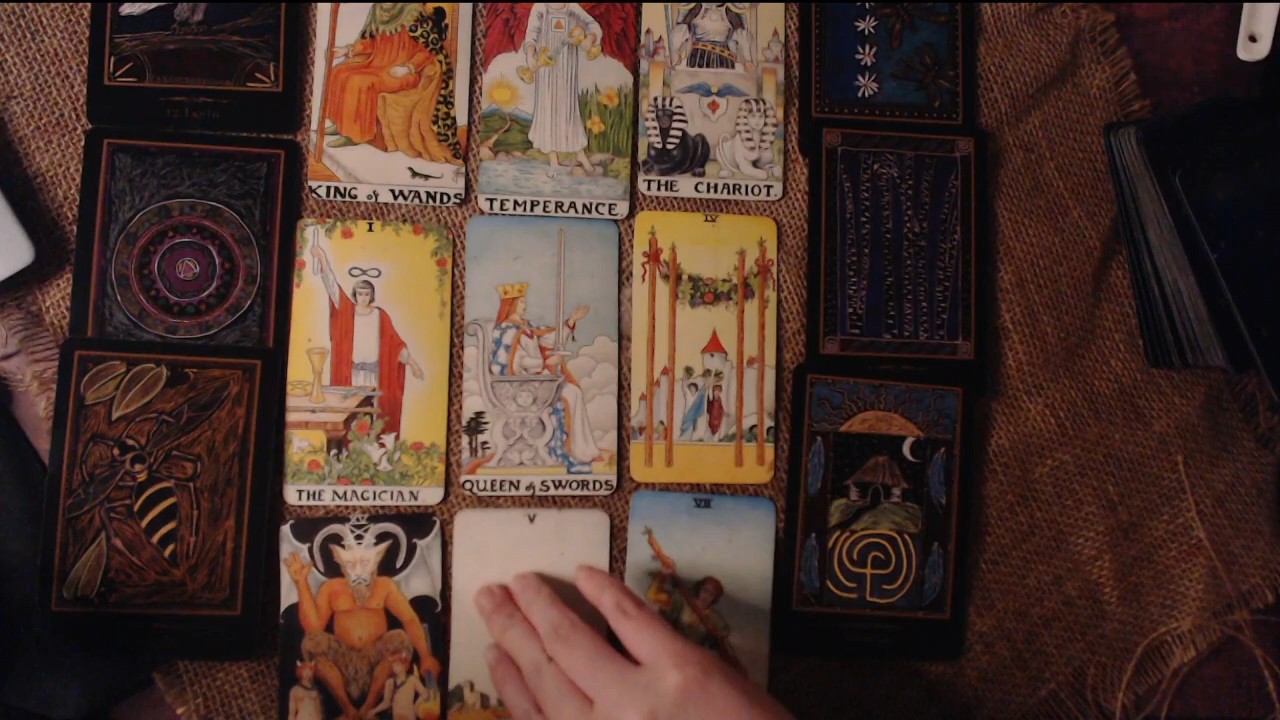 KING of WANDS
TEMPERANCE
THE CHARIOT.
I
IV
THE MAGICIAN.
QUEEN of SWORDS
V
VII